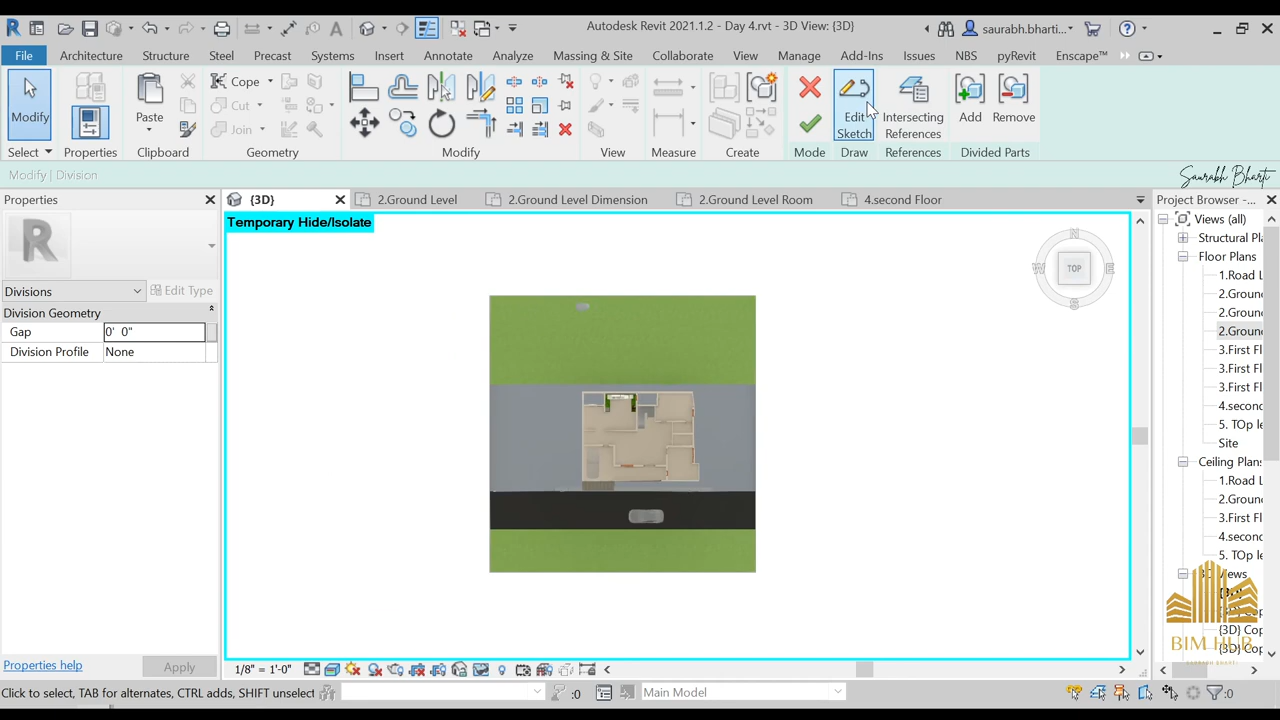 Autodesk Revit 2021.1.2 - Day 4.rvt - 3D View: {3D}
saurabh.bharti...
File Architecture Structure Steel Precast Systems Insert Annotate Analyze Massing & Site Collaborate View Manage Add-Ins Issues NBS pyRevit Enscape™
Modify
Paste
Cope
Cut
Join
Edit Sketch
Intersecting References
Add
Remove
Select Properties Clipboard Geometry Modify View Measure Create Mode Draw References Divided Parts
Modify | Division
Saurabh Bharti
Properties
{3D}
2.Ground Level
2.Ground Level Dimension
2.Ground Level Room
4.second Floor
Project Browser -...
Temporary Hide/Isolate
N
W
TOP
E
S
R
Divisions
Edit Type
Division Geometry
Gap 0' 0"
Division Profile None
Views (all)
Structural Pl
Floor Plans
1.Road L
2.Groun
2.Groun
2.Groun
3.First Fl
3.First Fl
3.First Fl
4.second
5. TOp le
Site
Ceiling Plans
1.Road L
2.Ground
3.First Fl
4.secon
5. TOp l
3D Views
{3D} Cop
{3D} Cop
BIM HUB
SAURABH BHARTI
Properties help
Apply
1/8" = 1'-0"
Click to select, TAB for alternates, CTRL adds, SHIFT unselect
:0
Main Model
:0